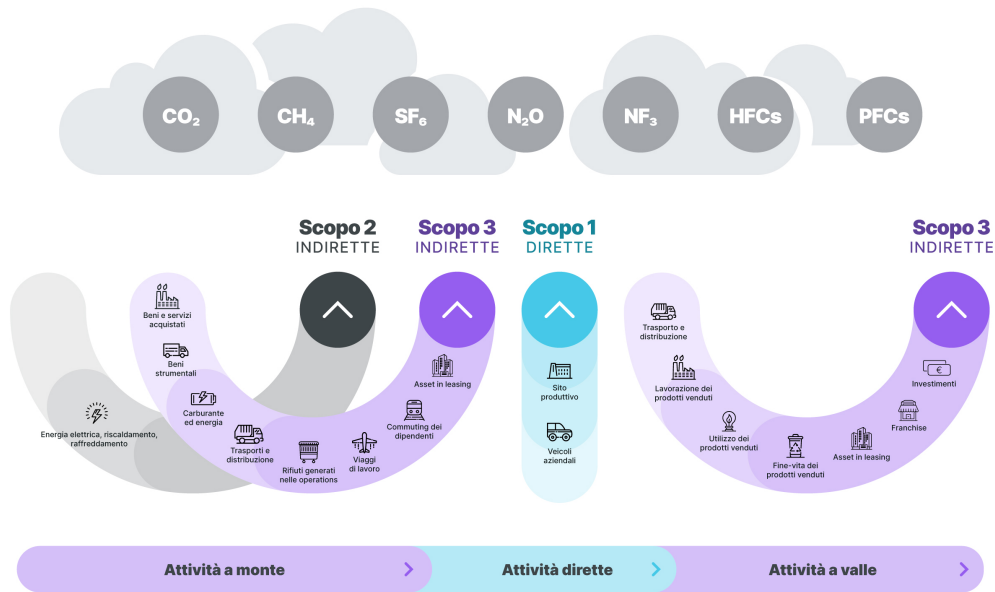 CO₂
CH₄
SF₆
N₂O
NF₃
HFCs
PFCs
Scopo 2
INDIRETTE
Scopo 3
INDIRETTE
Scopo 1
DIRETTE
Scopo 3
INDIRETTE
Energia elettrica, riscaldamento,
raffreddamento
Beni e servizi
acquistati
Beni
strumentali
Carburante
ed energia
Trasporti e
distribuzione
Rifiuti generati
nelle operations
Viaggi
di lavoro
Commuting dei
dipendenti
Asset in leasing
Sito
produttivo
Veicoli
aziendali
Trasporto e
distribuzione
Lavorazione dei
prodotti venduti
Utilizzo dei
prodotti venduti
Fine-vita dei
prodotti venduti
Asset in leasing
Franchise
€
Investimenti
Attività a monte
Attività dirette
Attività a valle